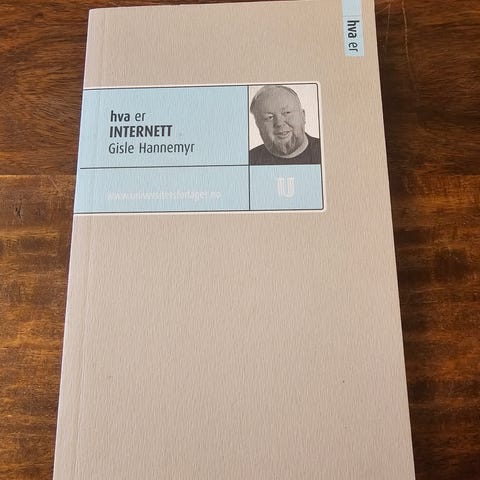 hva er
hva er
INTERNETT
Gisle Hannemyr
www.universitetsforlaget.no
U